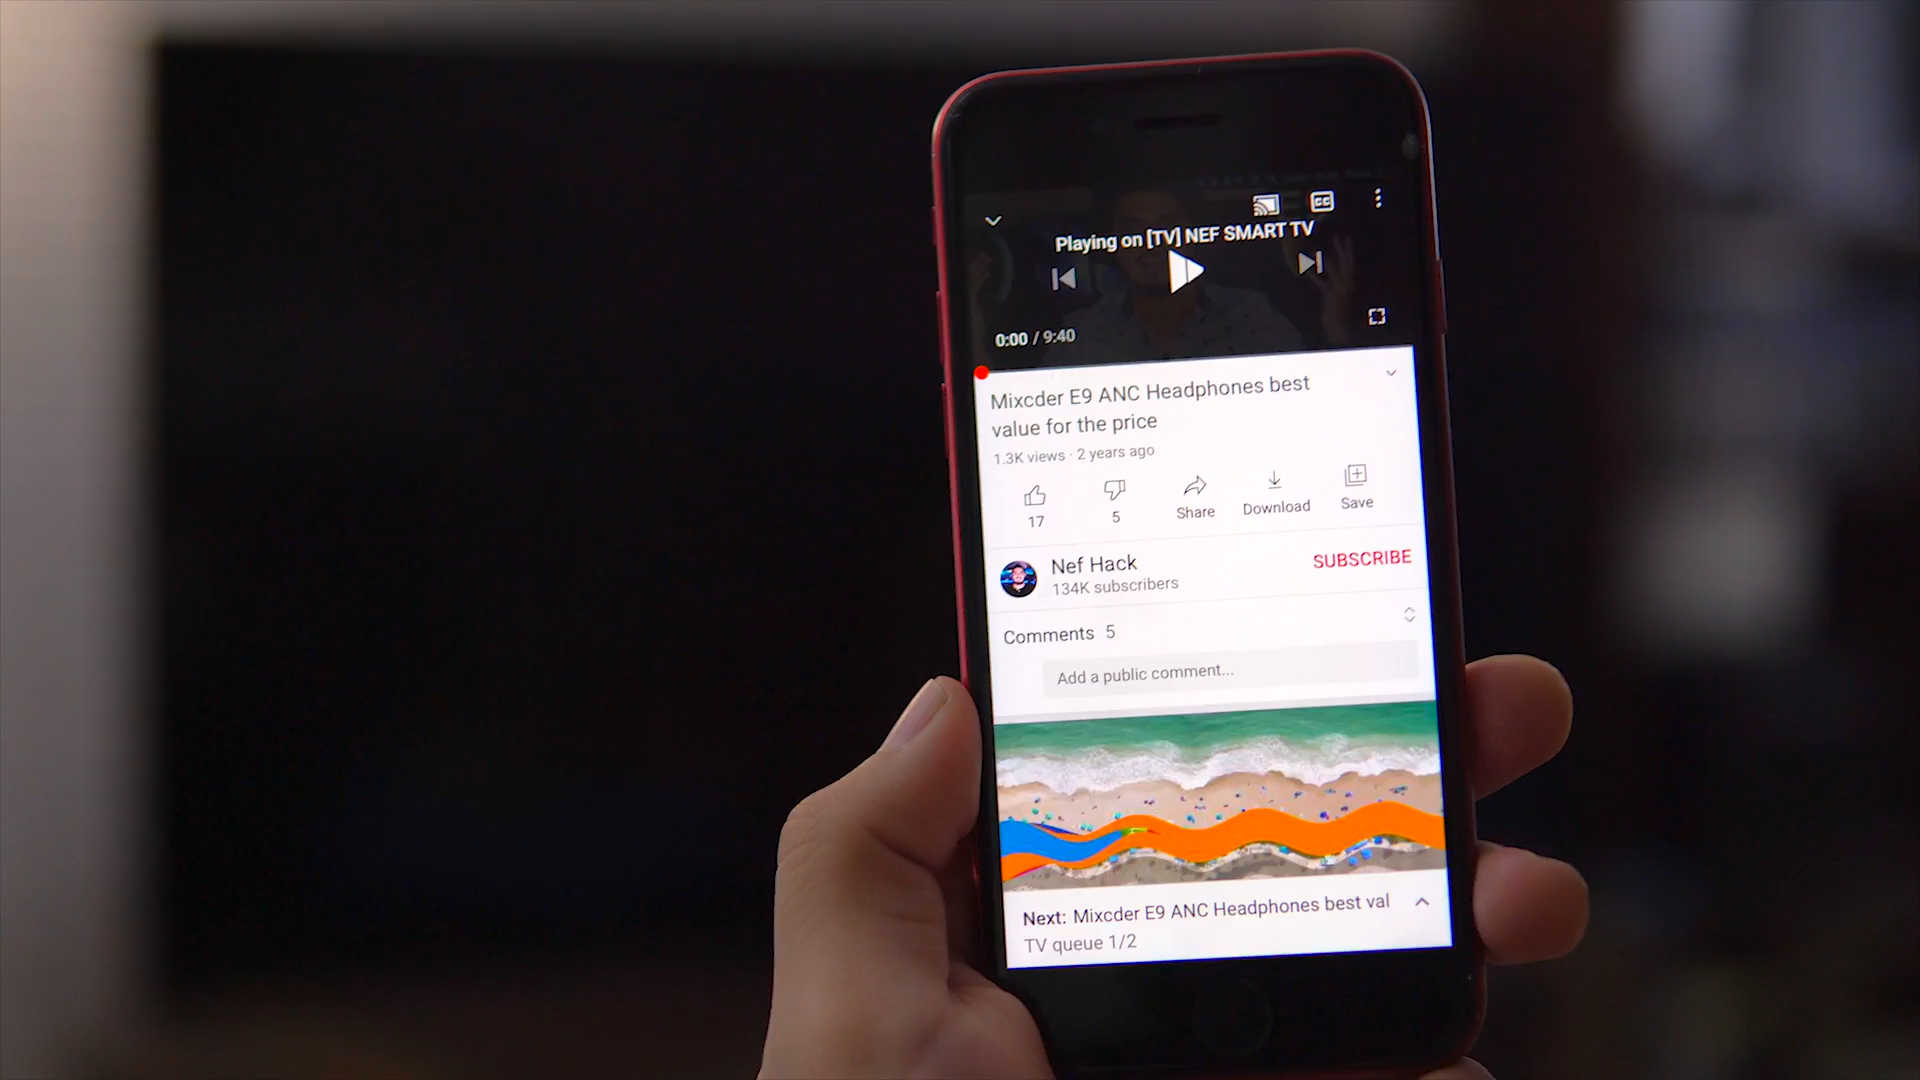 CC
Playing on [TV] NEF SMART TV
0:00 / 9:40
Mixcder E9 ANC Headphones best
value for the price
1.3K views · 2 years ago
17
5
Share
Download
Save
Nef Hack
134K subscribers
SUBSCRIBE
Comments 5
Add a public comment...
Next: Mixcder E9 ANC Headphones best val
TV queue 1/2